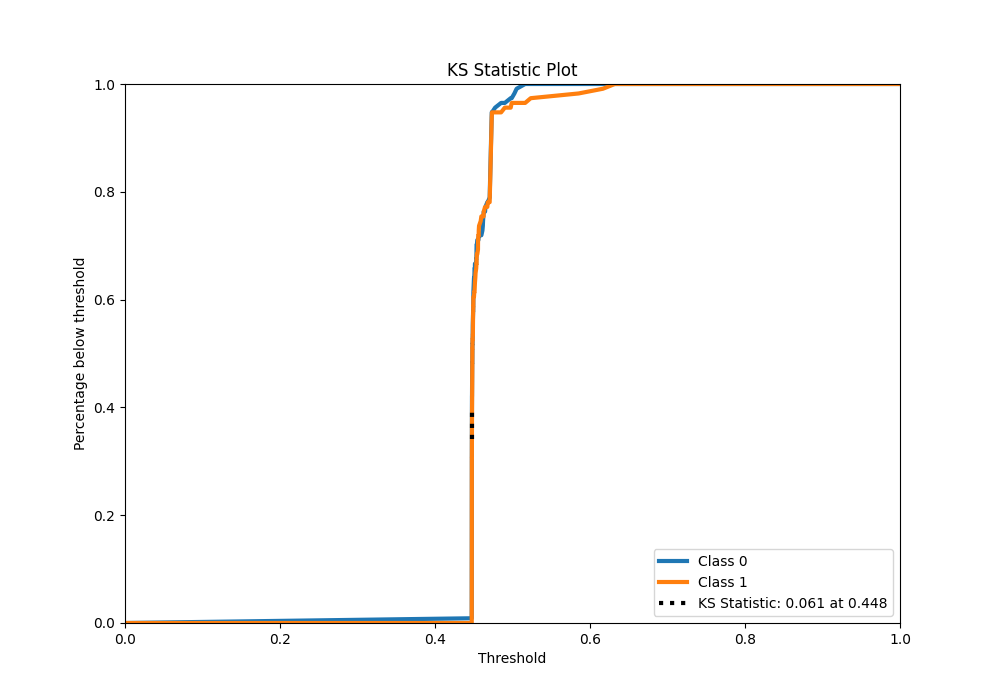 KS Statistic Plot
1.0
0.8
0.6
0.4
0.2
0.0
Percentage below threshold
0.0 0.2 0.4 0.6 0.8 1.0
Threshold
Class 0
Class 1
KS Statistic: 0.061 at 0.448